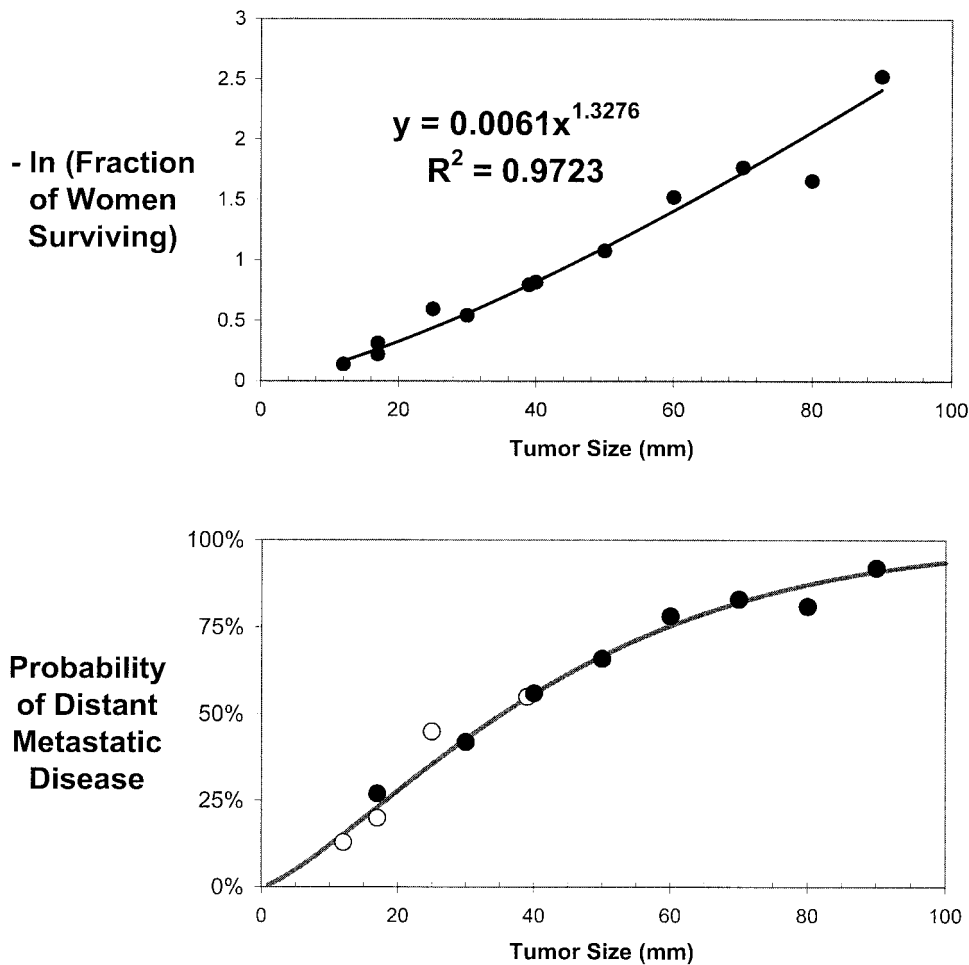 3
2.5
2
1.5
1
0.5
0
- ln (Fraction
of Women
Surviving)
y = 0.0061x^1.3276
R² = 0.9723
0 20 40 60 80 100
Tumor Size (mm)
100%
75%
50%
25%
0%
Probability
of Distant
Metastatic
Disease
0 20 40 60 80 100
Tumor Size (mm)